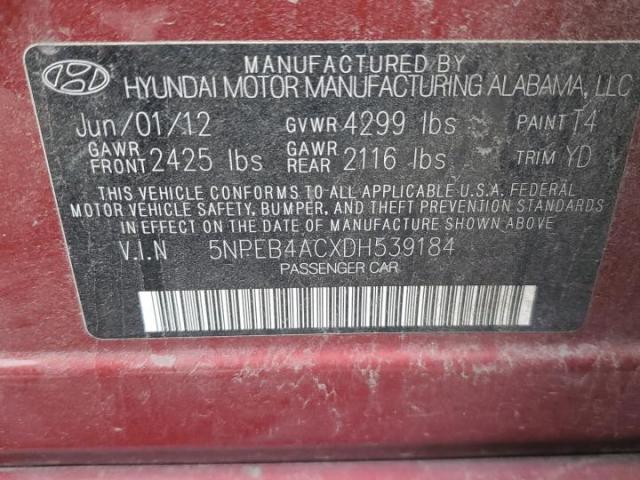 MANUFACTURED BY
HYUNDAI MOTOR MANUFACTURING ALABAMA, LLC
Jun/01/12 GVWR 4299 lbs PAINT T4
GAWR FRONT 2425 lbs GAWR REAR 2116 lbs TRIM YD
THIS VEHICLE CONFORMS TO ALL APPLICABLE U.S.A. FEDERAL
MOTOR VEHICLE SAFETY, BUMPER, AND THEFT PREVENTION STANDARDS
IN EFFECT ON THE DATE OF MANUFACTURE SHOWN ABOVE
V.I.N 5NPEB4ACXDH539184
PASSENGER CAR